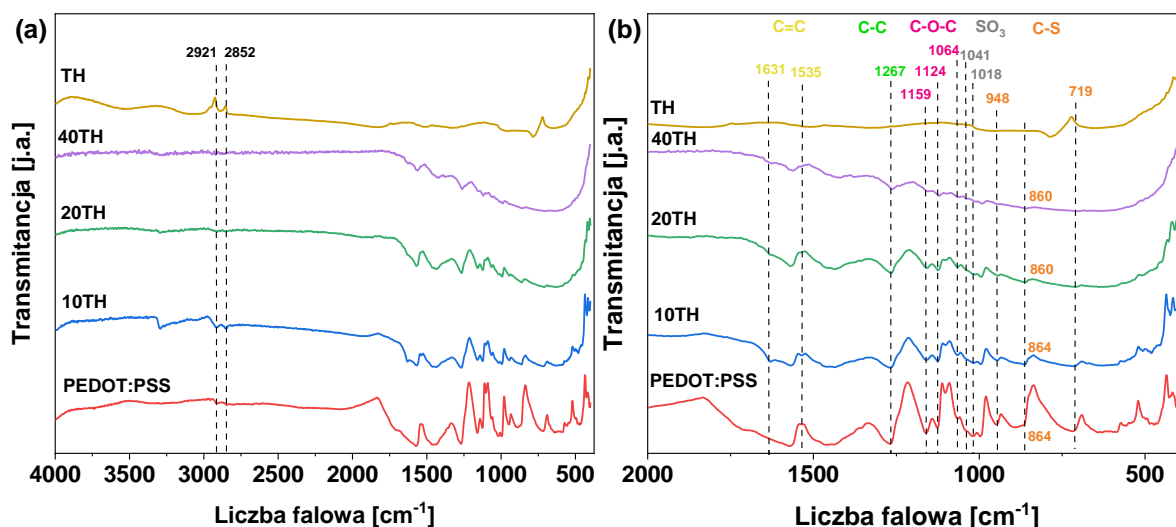 (a)
2921 2852
TH
40TH
20TH
10TH
PEDOT:PSS
Transmitancja [j.a.]
4000 3500 3000 2500 2000 1500 1000 500
Liczba falowa [cm⁻¹]
(b)
C=C C-C C-O-C SO₃ C-S
1631 1535 1267 1159 1124 1064 1041 1018 948 719
TH
40TH
860
20TH
860
10TH
864
PEDOT:PSS
864
Transmitancja [j.a.]
2000 1500 1000 500
Liczba falowa [cm⁻¹]